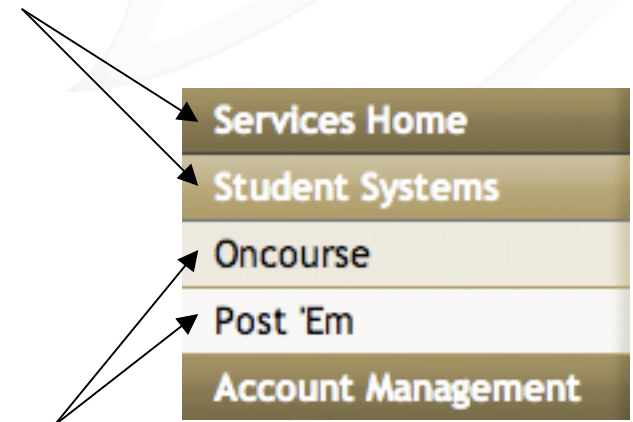 Services Home
Student Systems
Oncourse
Post 'Em
Account Management